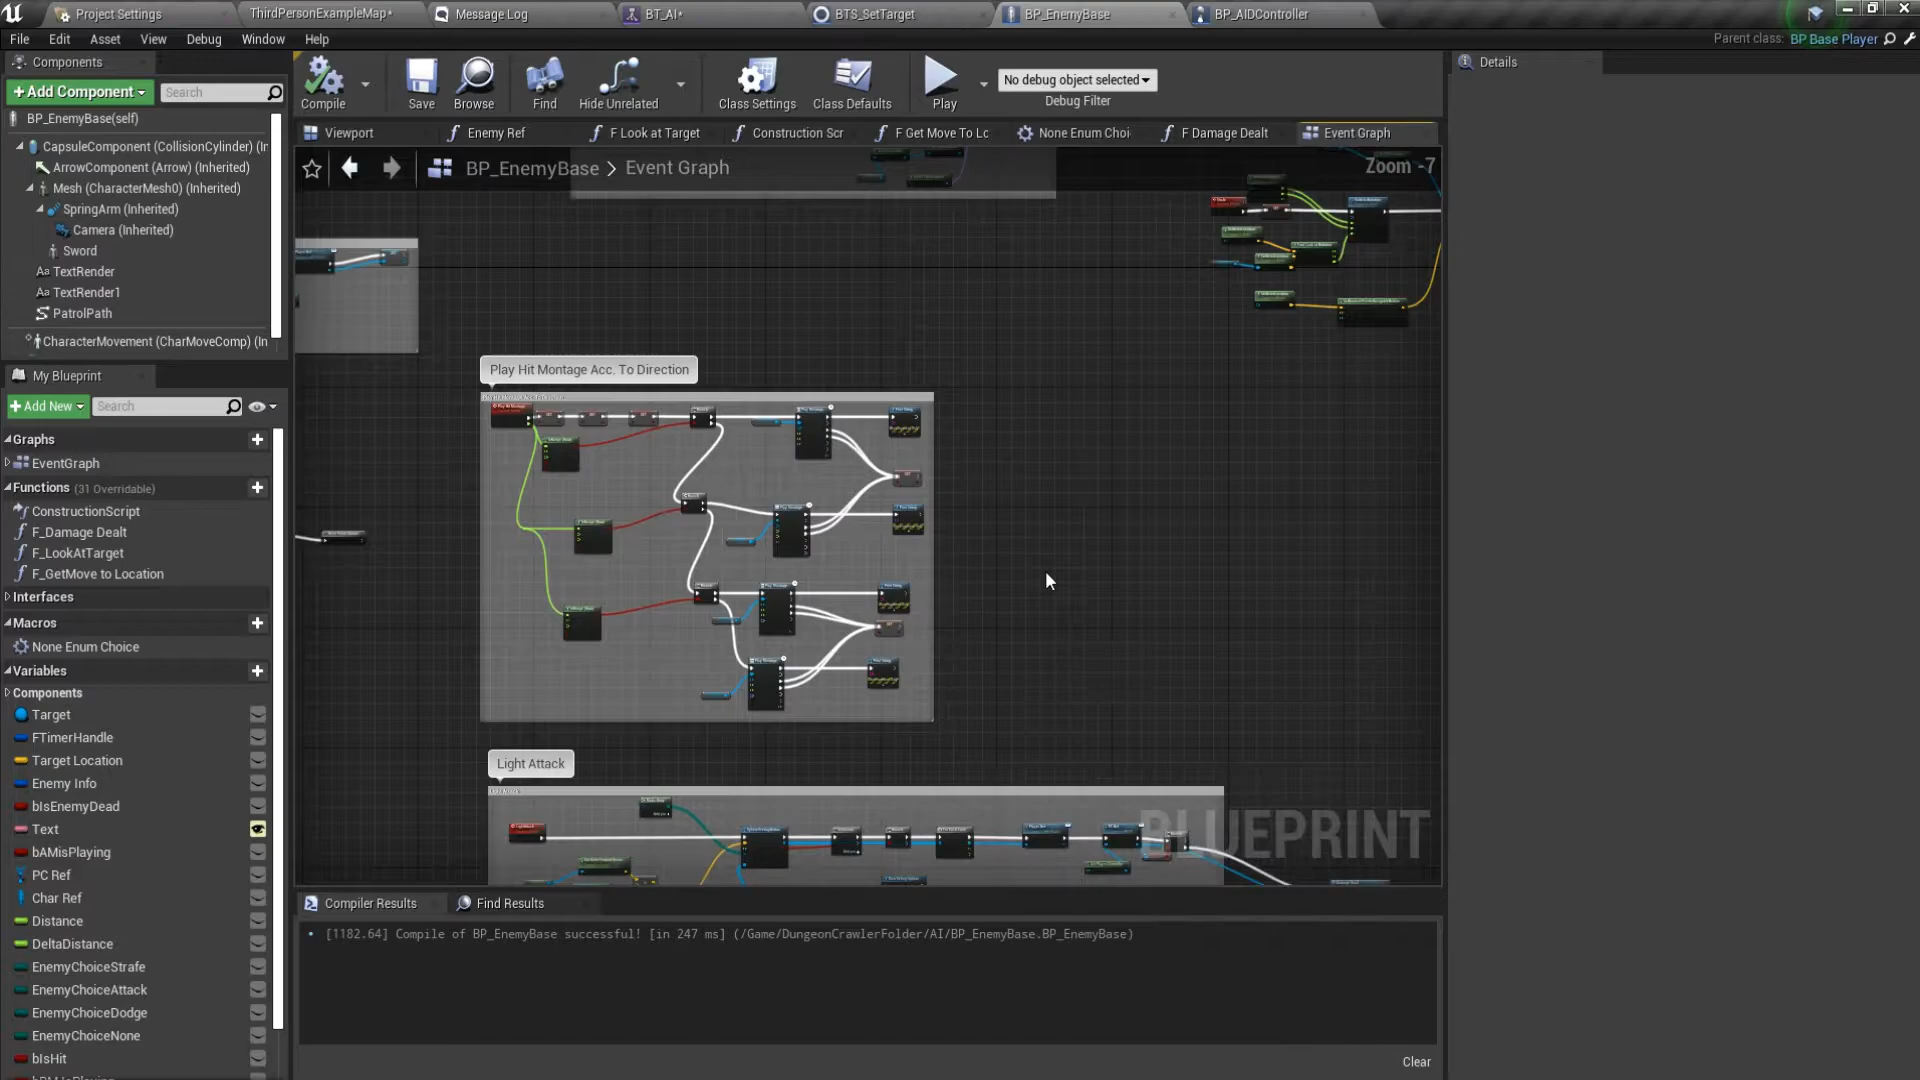 Project Settings
ThirdPersonExampleMap*
Message Log
BT_AI*
BTS_SetTarget
BP_EnemyBase
BP_AIDController
File Edit Asset View Debug Window Help
Parent class: BP Base Player
Components
+Add Component
Search
BP_EnemyBase(self)
CapsuleComponent (CollisionCylinder) (In
ArrowComponent (Arrow) (Inherited)
Mesh (CharacterMesh0) (Inherited)
SpringArm (Inherited)
Camera (Inherited)
Sword
Aa TextRender
Aa TextRender1
PatrolPath
CharacterMovement (CharMoveComp) (In
My Blueprint
+Add New
Search
Graphs
EventGraph
Functions (31 Overridable)
ConstructionScript
F_Damage Dealt
F_LookAtTarget
F_GetMove to Location
Interfaces
Macros
None Enum Choice
Variables
Components
Target
FTimerHandle
Target Location
Enemy Info
bIsEnemyDead
Text
bAMisPlaying
PC Ref
Char Ref
Distance
DeltaDistance
EnemyChoiceStrafe
EnemyChoiceAttack
EnemyChoiceDodge
EnemyChoiceNone
bIsHit
Compile
Save
Browse
Find
Hide Unrelated
Class Settings
Class Defaults
Play
No debug object selected
Debug Filter
Viewport
Enemy Ref
F Look at Target
Construction Scr
F Get Move To Lc
None Enum Choi
F Damage Dealt
Event Graph
BP_EnemyBase > Event Graph
Zoom -7
Play Hit Montage Acc. To Direction
Light Attack
BLUEPRINT
Compiler Results
Find Results
[1182.64] Compile of BP_EnemyBase successful! [in 247 ms] (/Game/DungeonCrawlerFolder/AI/BP_EnemyBase.BP_EnemyBase)
Clear
Details